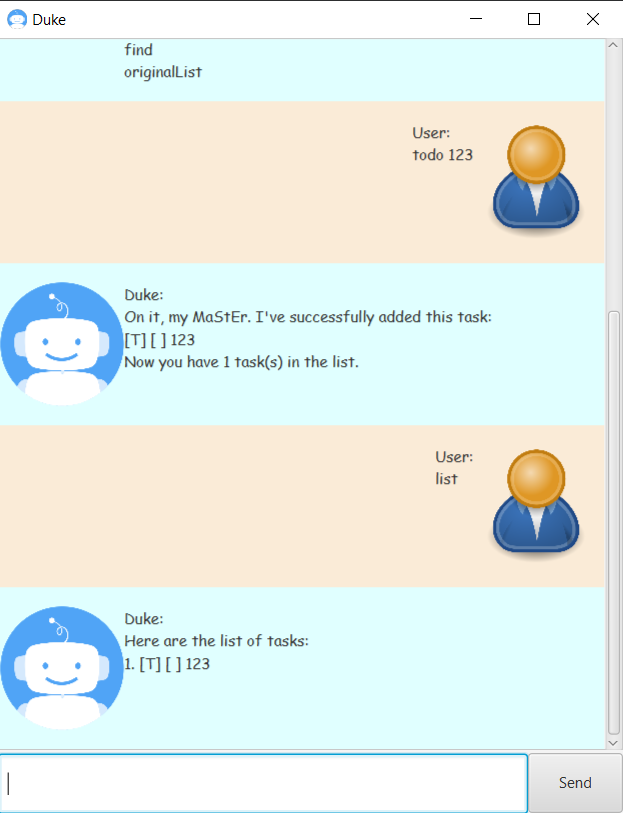 Duke
find
originalList
User:
todo 123
Duke:
On it, my MaStEr. I've successfully added this task:
[T] [ ] 123
Now you have 1 task(s) in the list.
User:
list
Duke:
Here are the list of tasks:
1. [T] [ ] 123
Send